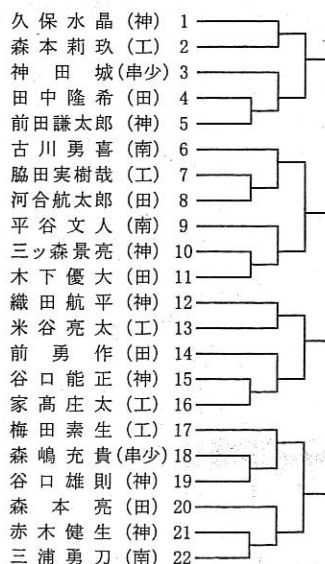 久保水晶(神) 1
森本莉玖(工) 2
神田城(串少) 3
田中隆希(田) 4
前田謙太郎(神) 5
古川勇喜(南) 6
脇田実樹哉(工) 7
河合航太郎(田) 8
平谷文人(南) 9
三ッ森景亮(神) 10
木下優大(田) 11
織田航平(神) 12
米谷亮太(工) 13
前勇作(田) 14
谷口能正(神) 15
家髙庄太(工) 16
梅田素生(工) 17
森嶋充貴(串少) 18
谷口雄則(神) 19
森本亮(田) 20
赤木健生(神) 21
三浦勇刀(南) 22